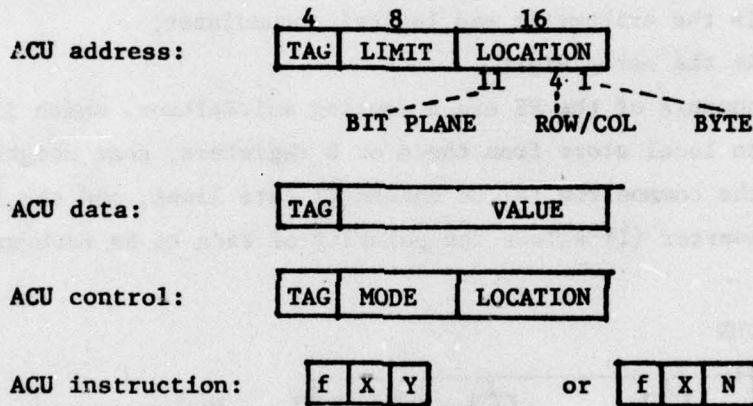 4 8 16
ACU address: TAG LIMIT LOCATION
11 4 1
BIT PLANE ROW/COL BYTE
ACU data: TAG VALUE
ACU control: TAG MODE LOCATION
ACU instruction: f X Y or f X N